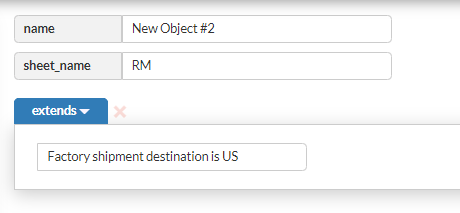 name New Object #2
sheet_name RM
extends
Factory shipment destination is US